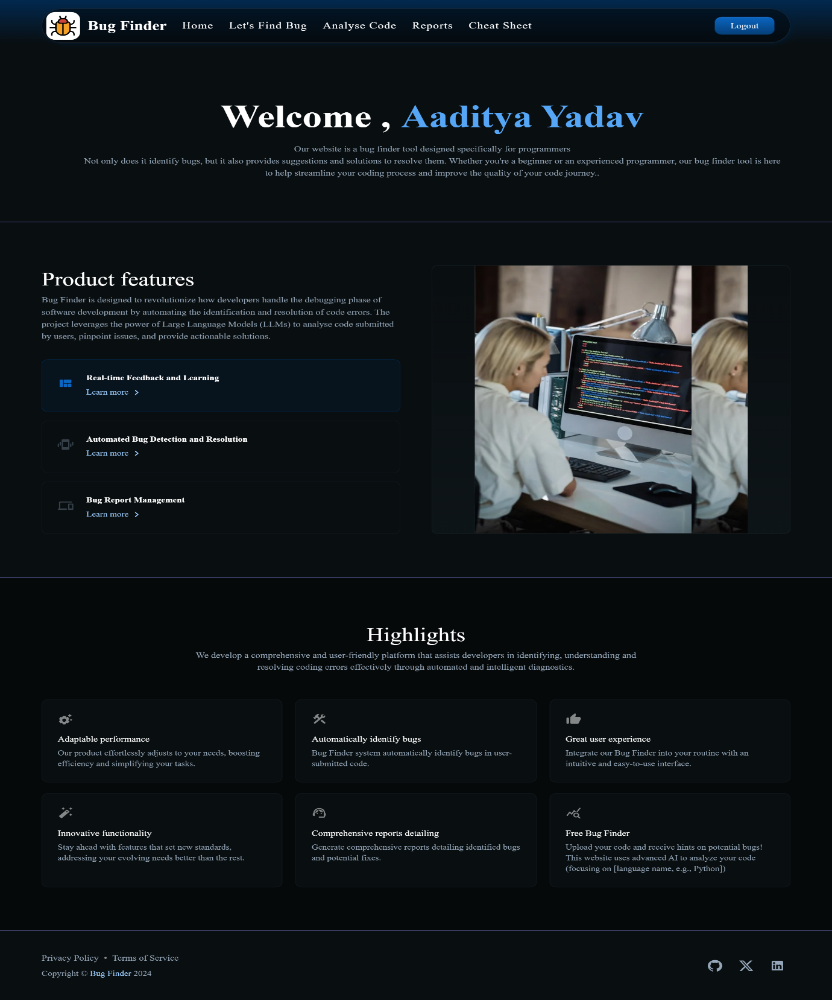 Bug Finder
Home
Let's Find Bug
Analyse Code
Reports
Cheat Sheet
Logout
Welcome , Aaditya Yadav
Our website is a bug finder tool designed specifically for programmers
Not only does it identify bugs, but it also provides suggestions and solutions to resolve them. Whether you're a beginner or an experienced programmer, our bug finder tool is here
to help streamline your coding process and improve the quality of your code journey..
Product features
Bug Finder is designed to revolutionize how developers handle the debugging phase of
software development by automating the identification and resolution of code errors. The
project leverages the power of Large Language Models (LLMs) to analyse code submitted
by users, pinpoint issues, and provide actionable solutions.
Real-time Feedback and Learning
Learn more
Automated Bug Detection and Resolution
Learn more
Bug Report Management
Learn more
Highlights
We develop a comprehensive and user-friendly platform that assists developers in identifying, understanding and
resolving coding errors effectively through automated and intelligent diagnostics.
Adaptable performance
Our product effortlessly adjusts to your needs, boosting
efficiency and simplifying your tasks.
Automatically identify bugs
Bug Finder system automatically identify bugs in user-
submitted code.
Great user experience
Integrate our Bug Finder into your routine with an
intuitive and easy-to-use interface.
Innovative functionality
Stay ahead with features that set new standards,
addressing your evolving needs better than the rest.
Comprehensive reports detailing
Generate comprehensive reports detailing identified bugs
and potential fixes.
Free Bug Finder
Upload your code and receive hints on potential bugs!
This website uses advanced AI to analyze your code
(focusing on [language name, e.g., Python])
Privacy Policy • Terms of Service
Copyright © Bug Finder 2024